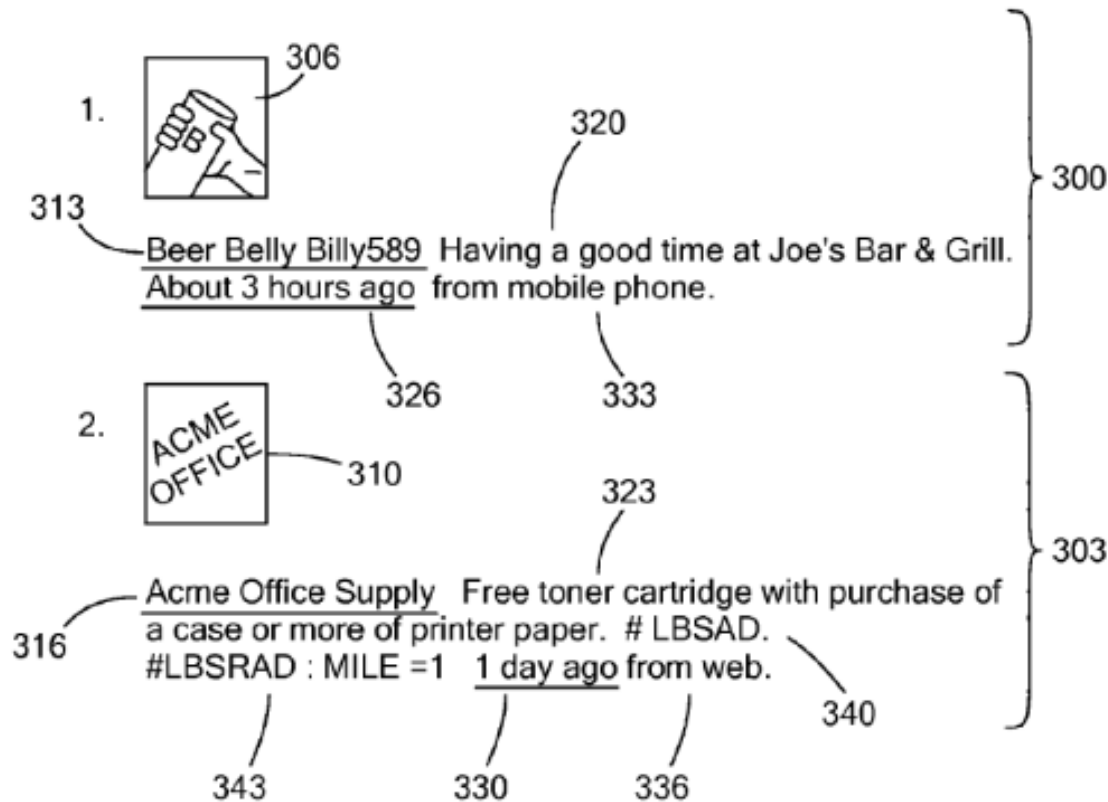 306
1.
B
320
300
313
Beer Belly Billy589 Having a good time at Joe's Bar & Grill.
About 3 hours ago from mobile phone.
326
333
2.
ACME
OFFICE
310
323
303
Acme Office Supply Free toner cartridge with purchase of
316
a case or more of printer paper. # LBSAD.
#LBSRAD : MILE =1 1 day ago from web.
340
343
330
336